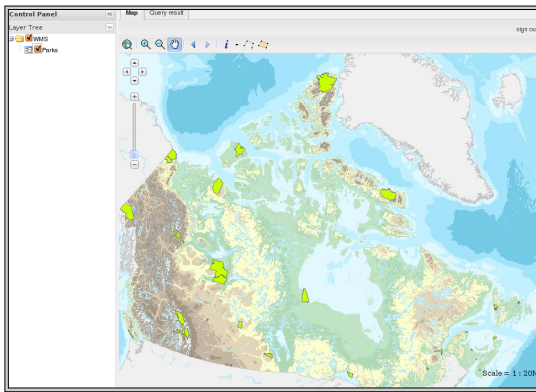 Control Panel
Map
Query result
Layer Tree
sign ou
WMS
Parks
Scale = 1 : 20M